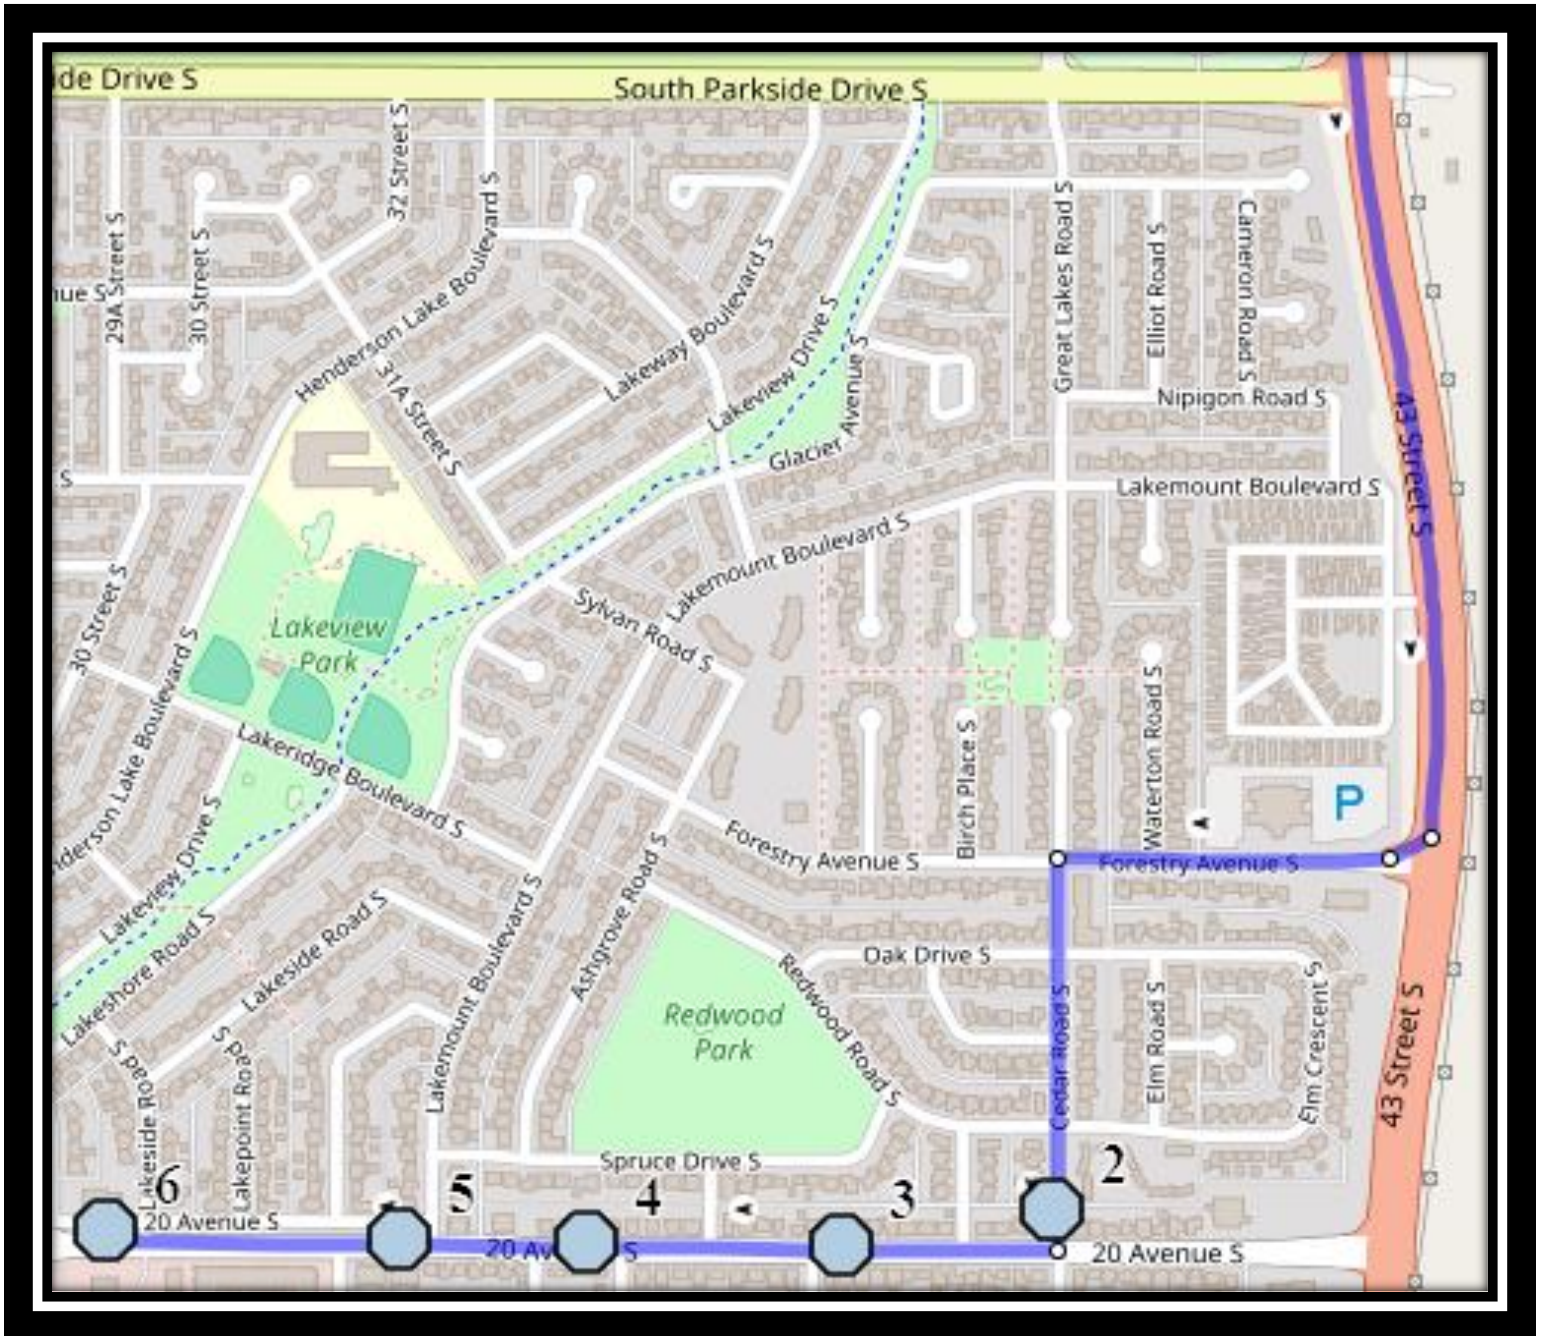 ide Drive S
South Parkside Drive S
32 Street S
29A Street S
30 Street S
nue S
Henderson Lake Boulevard S
31A Street S
Lakeway Boulevard S
Lakeview Drive S
Glacier Avenue S
Great Lakes Road S
Elliot Road S
Cameron Road S
Nipigon Road S
43 Street S
S
Lakemount Boulevard S
Lakemount Boulevard S
Sylvan Road S
30 Street S
Lakeview
Park
Lakeridge Boulevard S
nderson Lake Boulevard S
Birch Place S
Waterton Road S
P
Forestry Avenue S
Forestry Avenue S
Lakeview Drive S
Lakeshore Road S
Lakeside Road S
Lakemount Boulevard S
Ashgrove Road S
Oak Drive S
Redwood Road S
Redwood
Park
Cedar Road S
Elm Road S
Elm Crescent S
43 Street S
Lakeside Road S
Lakepoint Road S
Spruce Drive S
6
5
4
3
2
20 Avenue S
20 Av
S
20 Avenue S